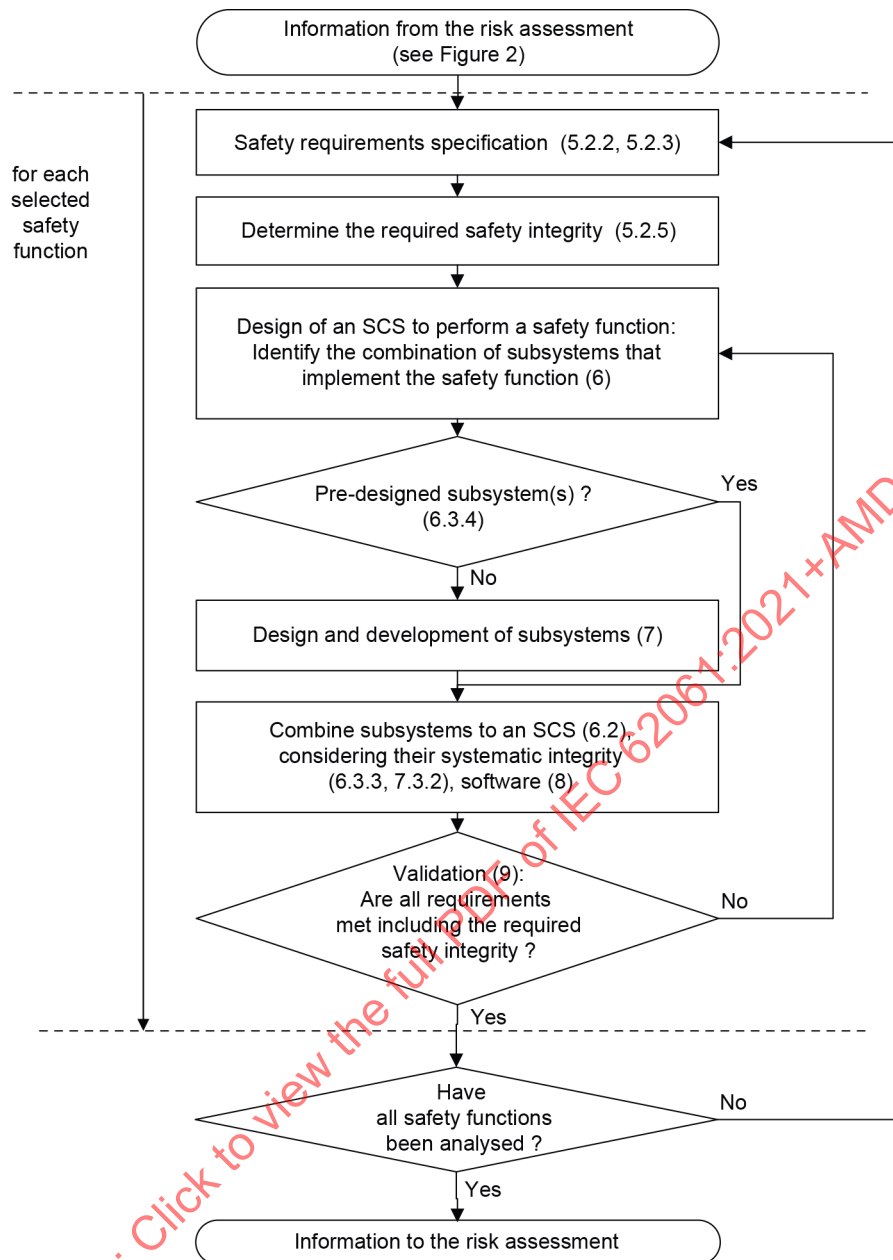 Information from the risk assessment
(see Figure 2)
Safety requirements specification (5.2.2, 5.2.3)
for each
selected
safety
function
Determine the required safety integrity (5.2.5)
Design of an SCS to perform a safety function:
Identify the combination of subsystems that
implement the safety function (6)
Pre-designed subsystem(s) ?
(6.3.4)
Yes
No
Design and development of subsystems (7)
Combine subsystems to an SCS (6.2),
considering their systematic integrity
(6.3.3, 7.3.2), software (8)
Validation (9):
Are all requirements
met including the required
safety integrity ?
No
Yes
Have
all safety functions
been analysed ?
No
Yes
Information to the risk assessment
: Click to view the full PDF of IEC 62061:2021+AMD